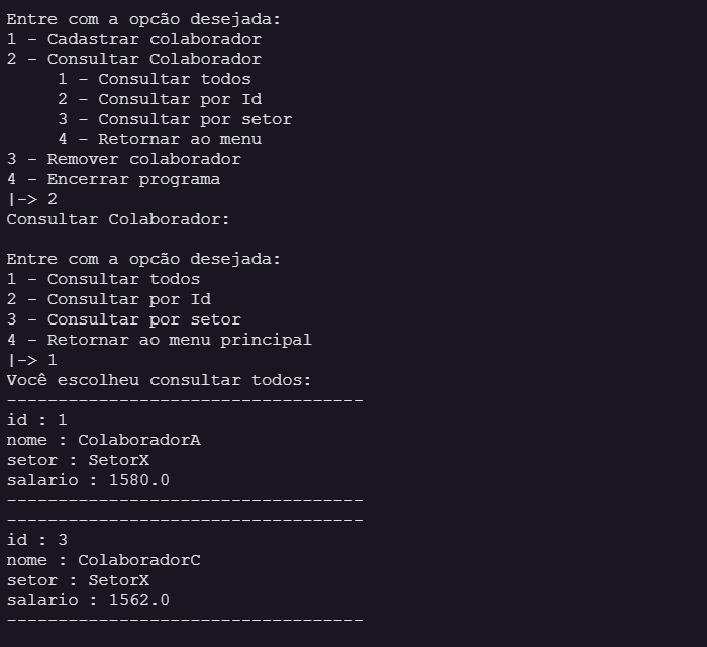 Entre com a opcão desejada:
1 - Cadastrar colaborador
2 - Consultar Colaborador
1 - Consultar todos
2 - Consultar por Id
3 - Consultar por setor
4 - Retornar ao menu
3 - Remover colaborador
4 - Encerrar programa
|-> 2
Consultar Colaborador:
Entre com a opção desejada:
1 - Consultar todos
2 - Consultar por Id
3 - Consultar por setor
4 - Retornar ao menu principal
|-> 1
Você escolheu consultar todos:
-----------------------------------
id : 1
nome : ColaboradorA
setor : SetorX
salario : 1580.0
-----------------------------------
-----------------------------------
id : 3
nome : ColaboradorC
setor : SetorX
salario : 1562.0
-----------------------------------